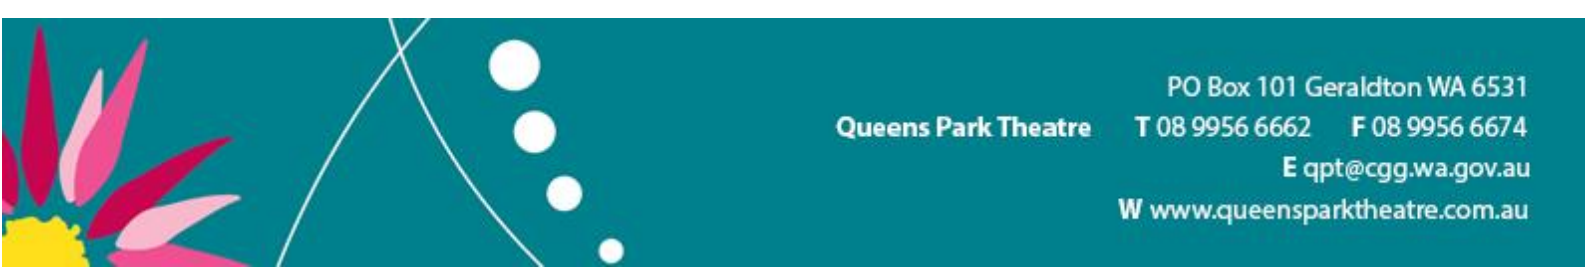 PO Box 101 Geraldton WA 6531
Queens Park Theatre T 08 9956 6662 F 08 9956 6674
E qpt@cgg.wa.gov.au
W www.queensparktheatre.com.au